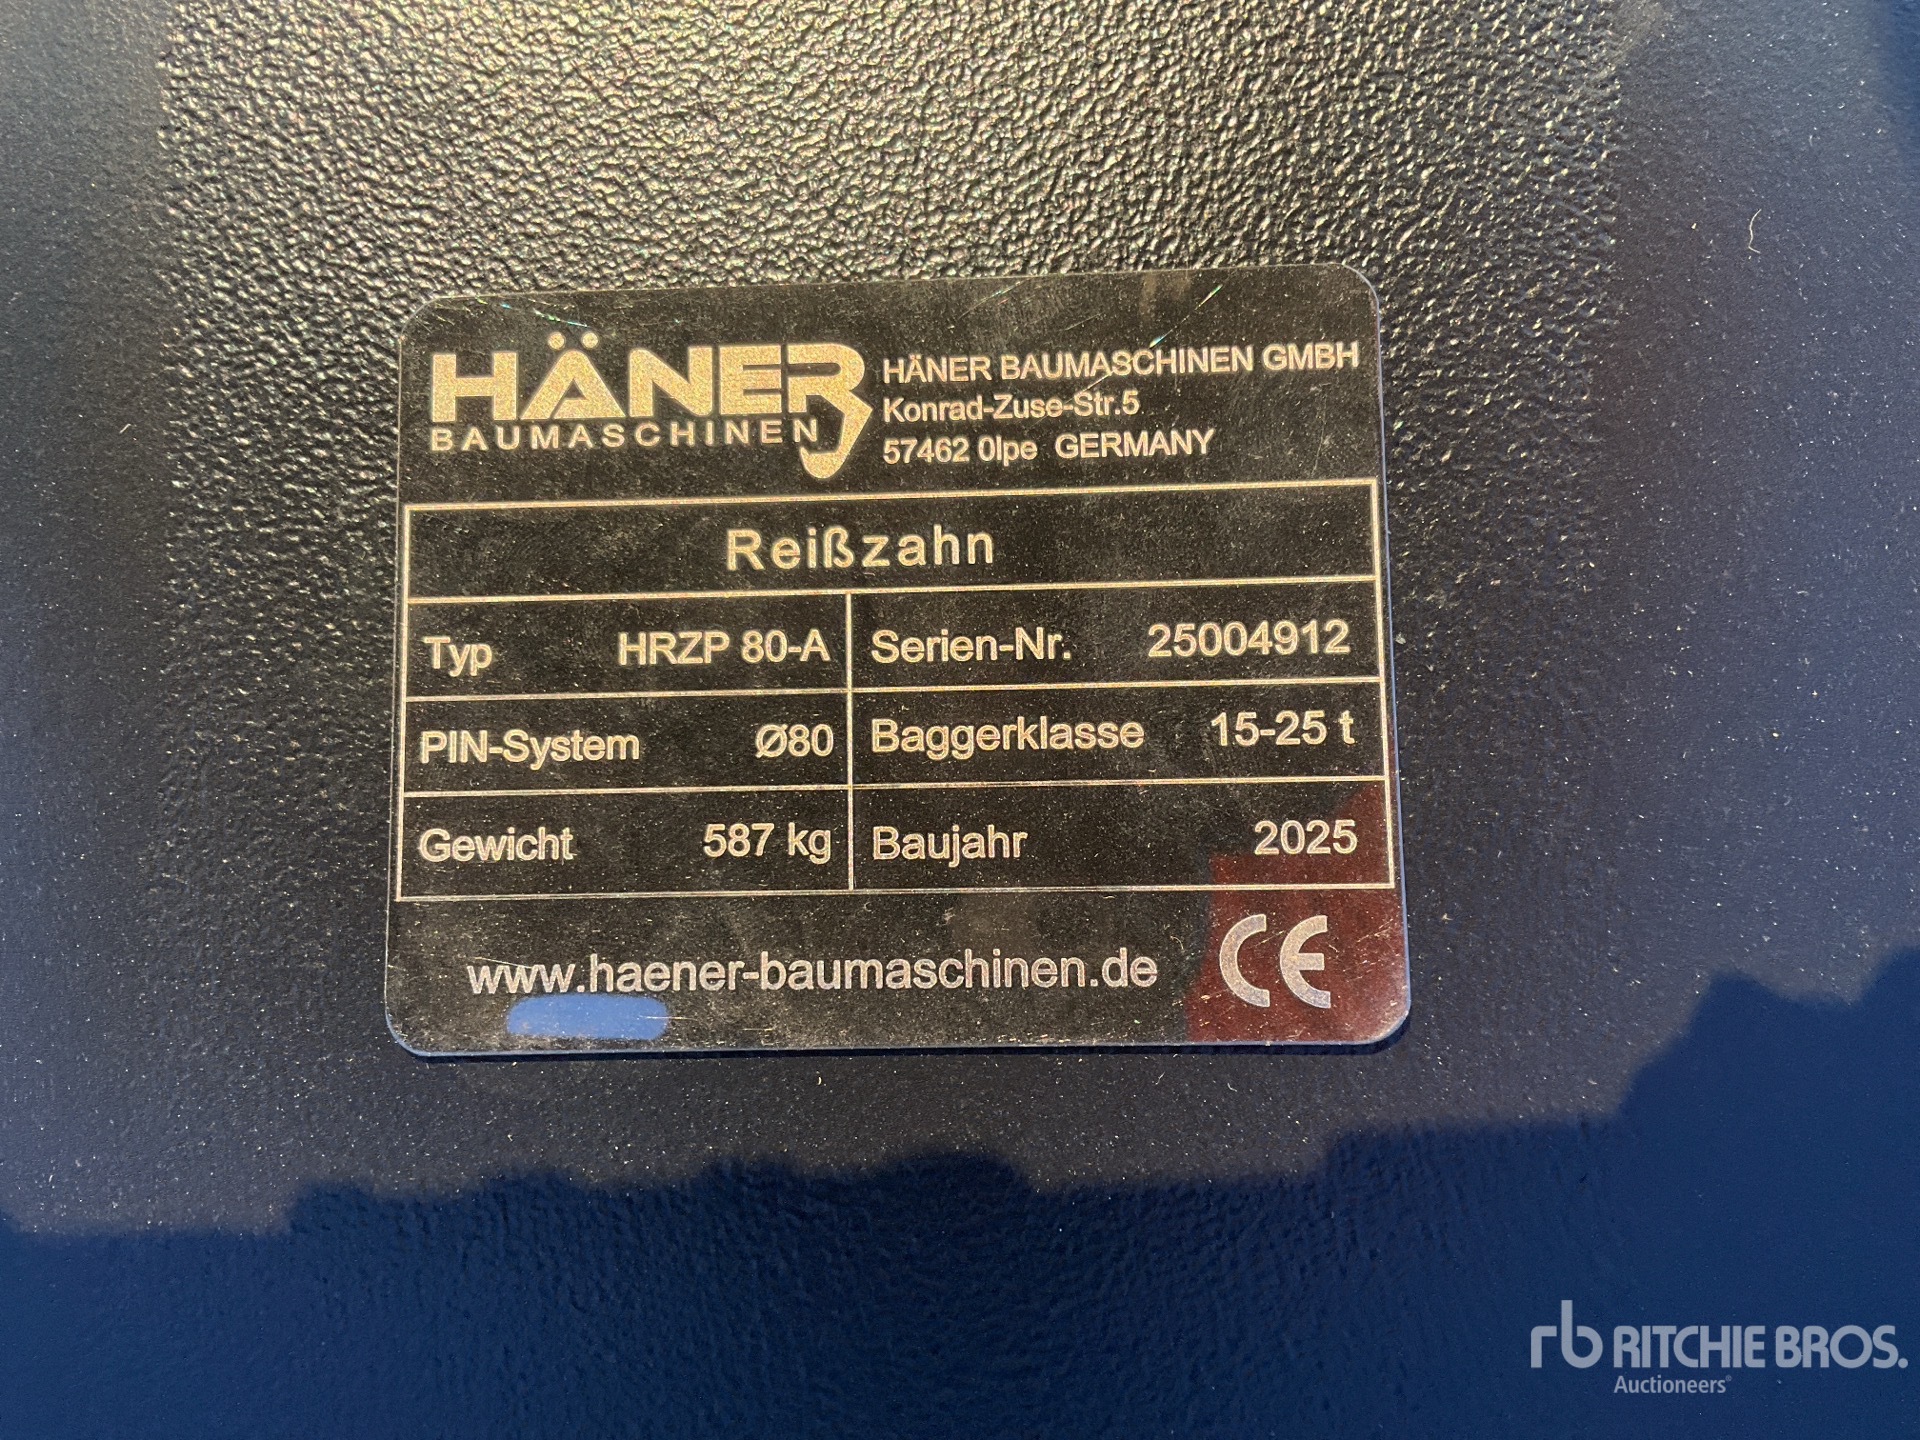 HÄNER
BAUMASCHINEN
HÄNER BAUMASCHINEN GMBH
Konrad-Zuse-Str.5
57462 0lpe GERMANY
Reißzahn
Typ HRZP 80-A
Serien-Nr. 25004912
PIN-System Ø80
Baggerklasse 15-25 t
Gewicht 587 kg
Baujahr 2025
www.haener-baumaschinen.de
CE
rb RITCHIE BROS.
Auctioneers